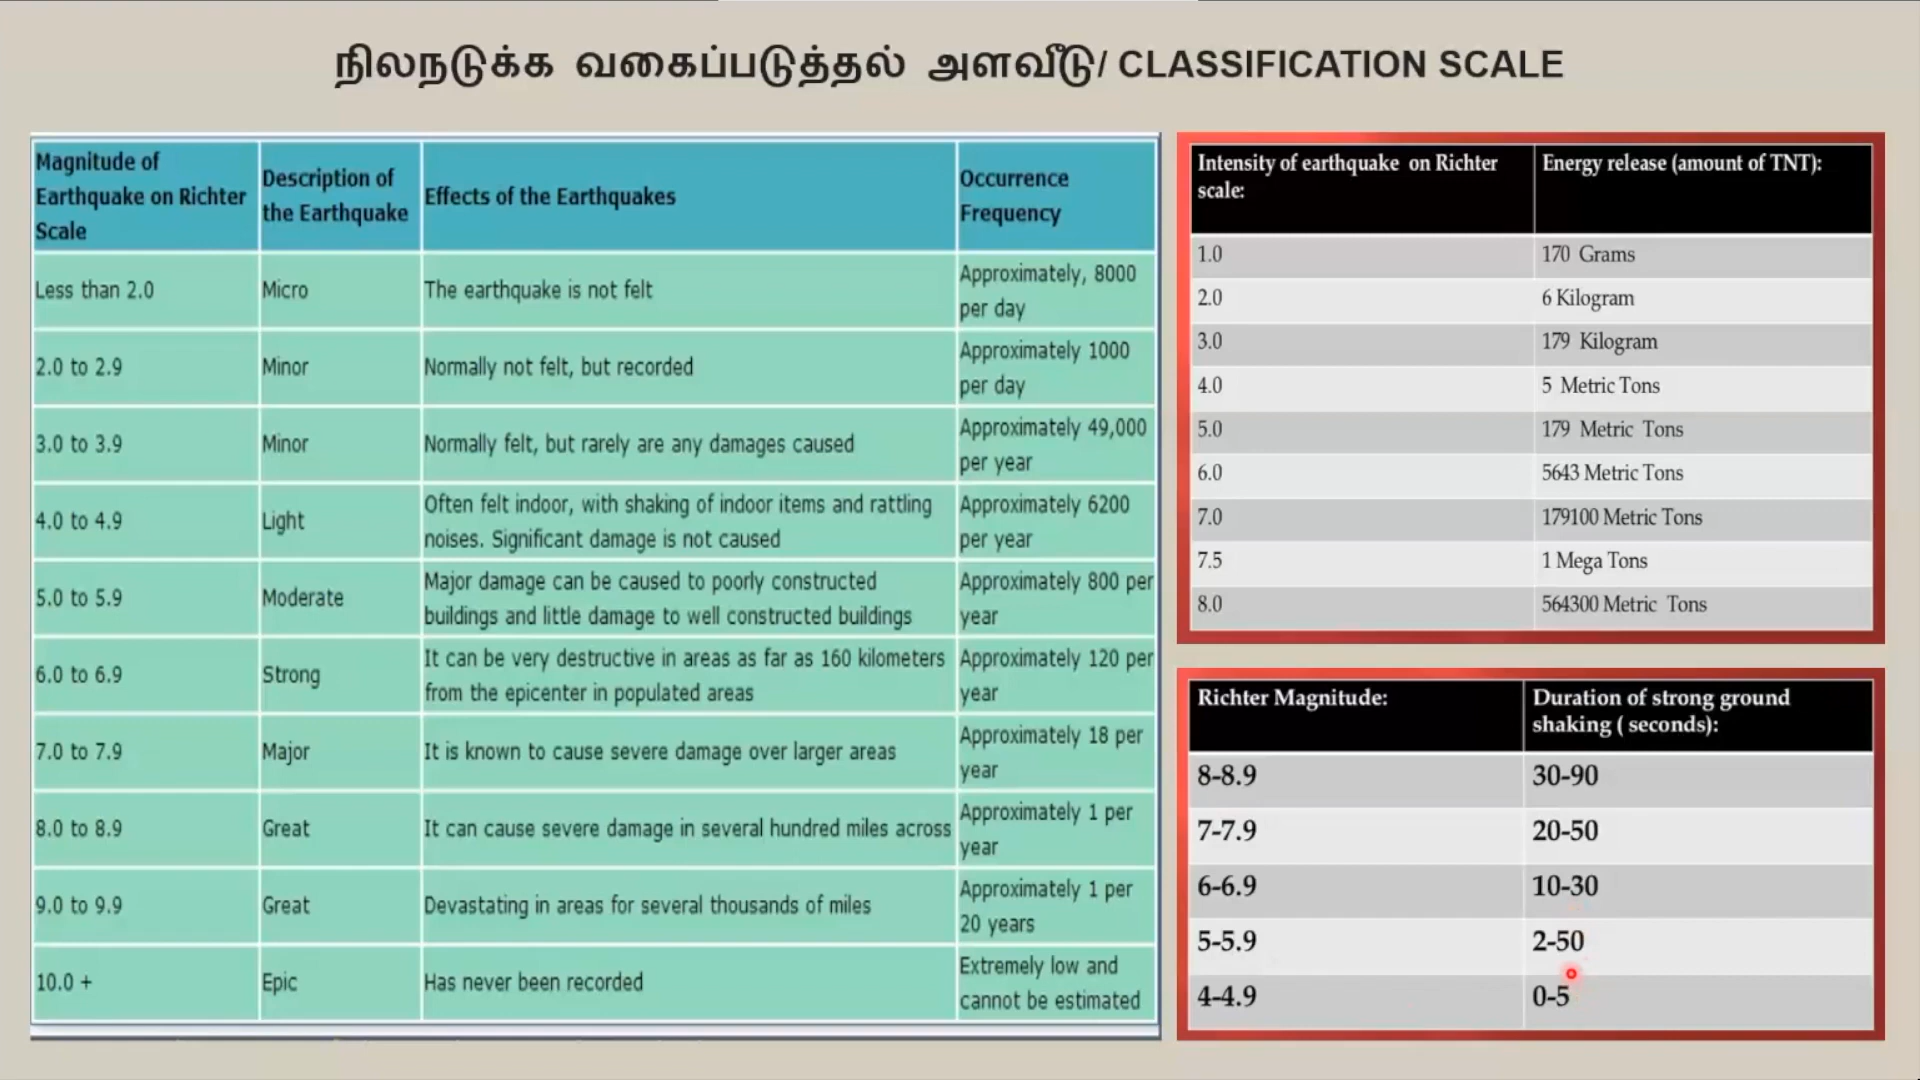 நிலநடுக்க வகைப்படுத்தல் அளவீடு/ CLASSIFICATION SCALE
Magnitude of
Earthquake on Richter
Scale
Description of
the Earthquake
Effects of the Earthquakes
Occurrence
Frequency
Less than 2.0
Micro
The earthquake is not felt
Approximately, 8000
per day
2.0 to 2.9
Minor
Normally not felt, but recorded
Approximately 1000
per day
3.0 to 3.9
Minor
Normally felt, but rarely are any damages caused
Approximately 49,000
per year
4.0 to 4.9
Light
Often felt indoor, with shaking of indoor items and rattling
noises. Significant damage is not caused
Approximately 6200
per year
5.0 to 5.9
Moderate
Major damage can be caused to poorly constructed
buildings and little damage to well constructed buildings
Approximately 800 per
year
6.0 to 6.9
Strong
It can be very destructive in areas as far as 160 kilometers
from the epicenter in populated areas
Approximately 120 per
year
7.0 to 7.9
Major
It is known to cause severe damage over larger areas
Approximately 18 per
year
8.0 to 8.9
Great
It can cause severe damage in several hundred miles across
Approximately 1 per
year
9.0 to 9.9
Great
Devastating in areas for several thousands of miles
Approximately 1 per
20 years
10.0 +
Epic
Has never been recorded
Extremely low and
cannot be estimated
Intensity of earthquake on Richter
scale:
Energy release (amount of TNT):
1.0
170 Grams
2.0
6 Kilogram
3.0
179 Kilogram
4.0
5 Metric Tons
5.0
179 Metric Tons
6.0
5643 Metric Tons
7.0
179100 Metric Tons
7.5
1 Mega Tons
8.0
564300 Metric Tons
Richter Magnitude:
Duration of strong ground
shaking ( seconds):
8-8.9
30-90
7-7.9
20-50
6-6.9
10-30
5-5.9
2-50
4-4.9
0-5